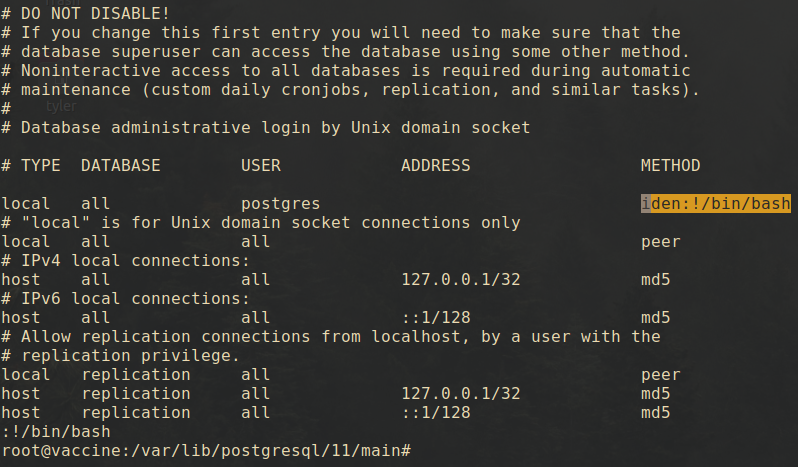 # DO NOT DISABLE!
# If you change this first entry you will need to make sure that the
# database superuser can access the database using some other method.
# Noninteractive access to all databases is required during automatic
# maintenance (custom daily cronjobs, replication, and similar tasks).
#
tyler
# Database administrative login by Unix domain socket
# TYPE  DATABASE        USER            ADDRESS                 METHOD
local   all             postgres                                iden:!/bin/bash
# "local" is for Unix domain socket connections only
local   all             all                                     peer
# IPv4 local connections:
host    all             all             127.0.0.1/32            md5
# IPv6 local connections:
host    all             all             ::1/128                 md5
# Allow replication connections from localhost, by a user with the
# replication privilege.
local   replication     all                                     peer
host    replication     all             127.0.0.1/32            md5
host    replication     all             ::1/128                 md5
:!/bin/bash
root@vaccine:/var/lib/postgresql/11/main#